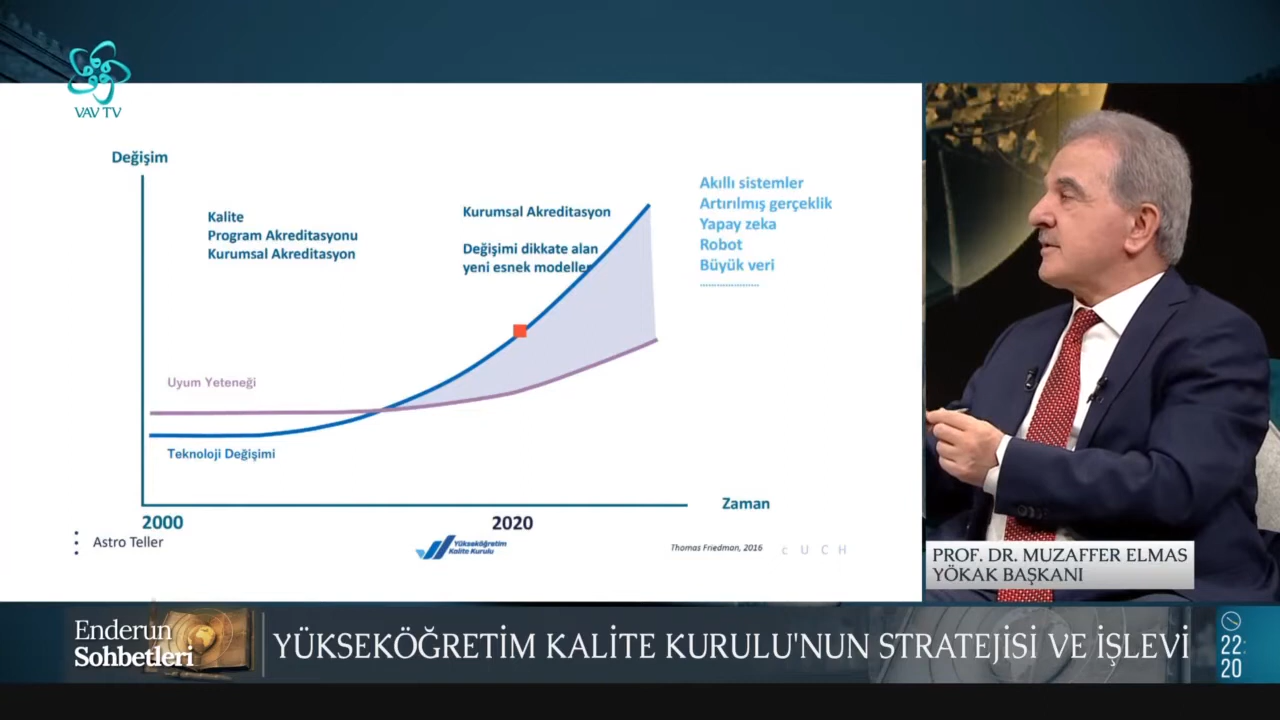 VAV TV
Değişim
Kalite
Program Akreditasyonu
Kurumsal Akreditasyon
Kurumsal Akreditasyon
Değişimi dikkate alan
yeni esnek modeller
Akıllı sistemler
Artırılmış gerçeklik
Yapay zeka
Robot
Büyük veri
.....................
Uyum Yeteneği
Teknoloji Değişimi
Zaman
2000
2020
Astro Teller
Yükseköğretim
Kalite Kurulu
Thomas Friedman, 2016
c U C H
PROF. DR. MUZAFFER ELMAS
YÖKAK BAŞKANI
Enderun
Sohbetleri
YÜKSEKÖĞRETİM KALİTE KURULU'NUN STRATEJİSİ VE İŞLEVİ
22:
20